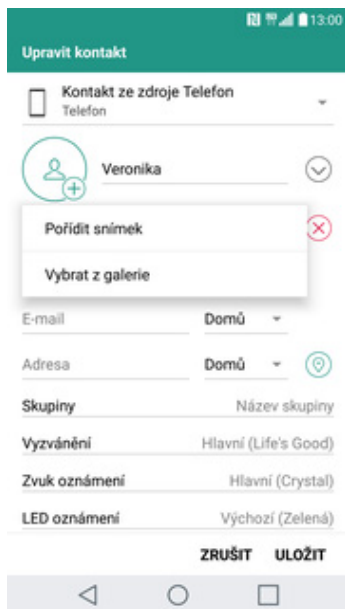 13:00
Upravit kontakt
Kontakt ze zdroje Telefon
Telefon
Veronika
Pořídit snímek
Vybrat z galerie
E-mail Domů
Adresa Domů
Skupiny Název skupiny
Vyzvánění Hlavní (Life's Good)
Zvuk oznámení Hlavní (Crystal)
LED oznámení Výchozí (Zelená)
ZRUŠIT ULOŽIT